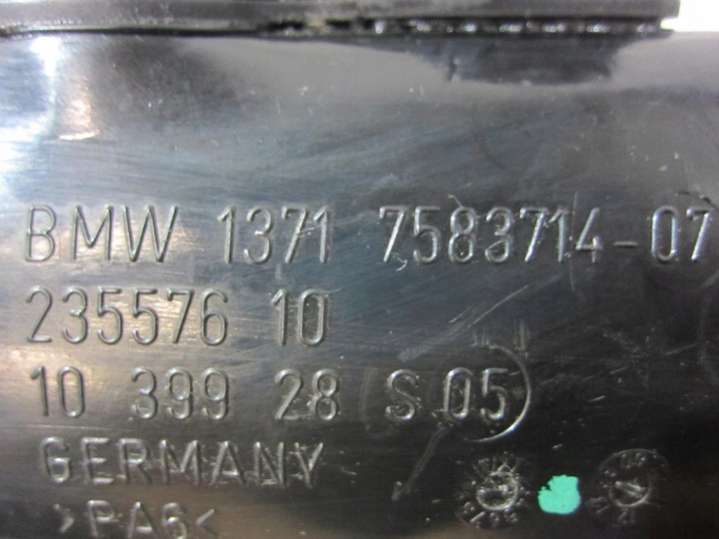 BMW 1371 7583714-07
235576 10
10 399 28 S 05
GERMANY
>PA6<